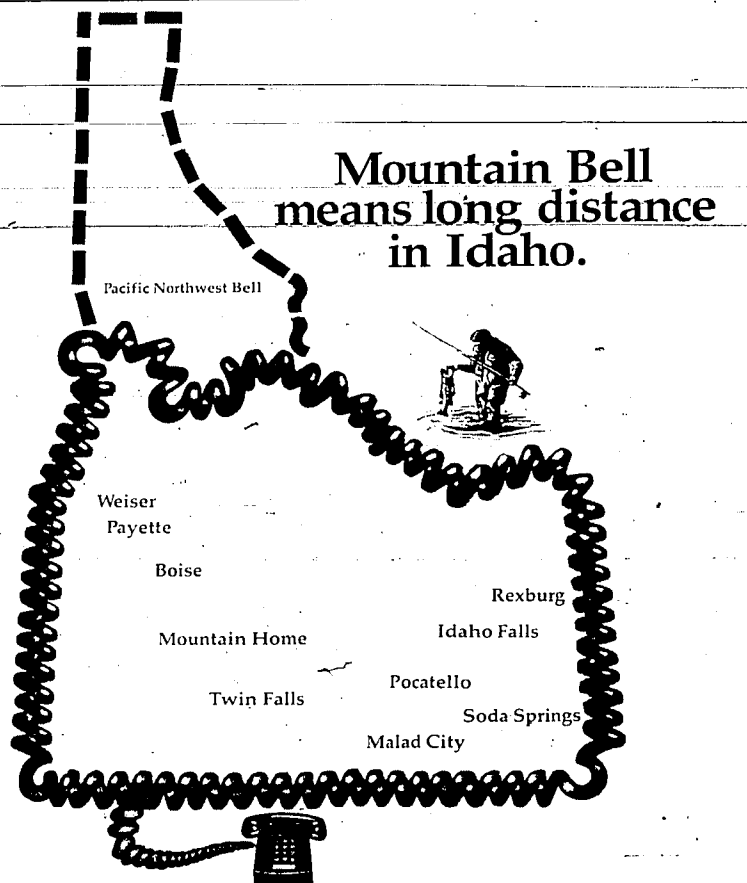 Mountain Bell
means long distance
in Idaho.
Pacific Northwest Bell
Weiser
Payette
Boise
Rexburg
Mountain Home
Idaho Falls
Pocatello
Twin Falls
Soda Springs
Malad City